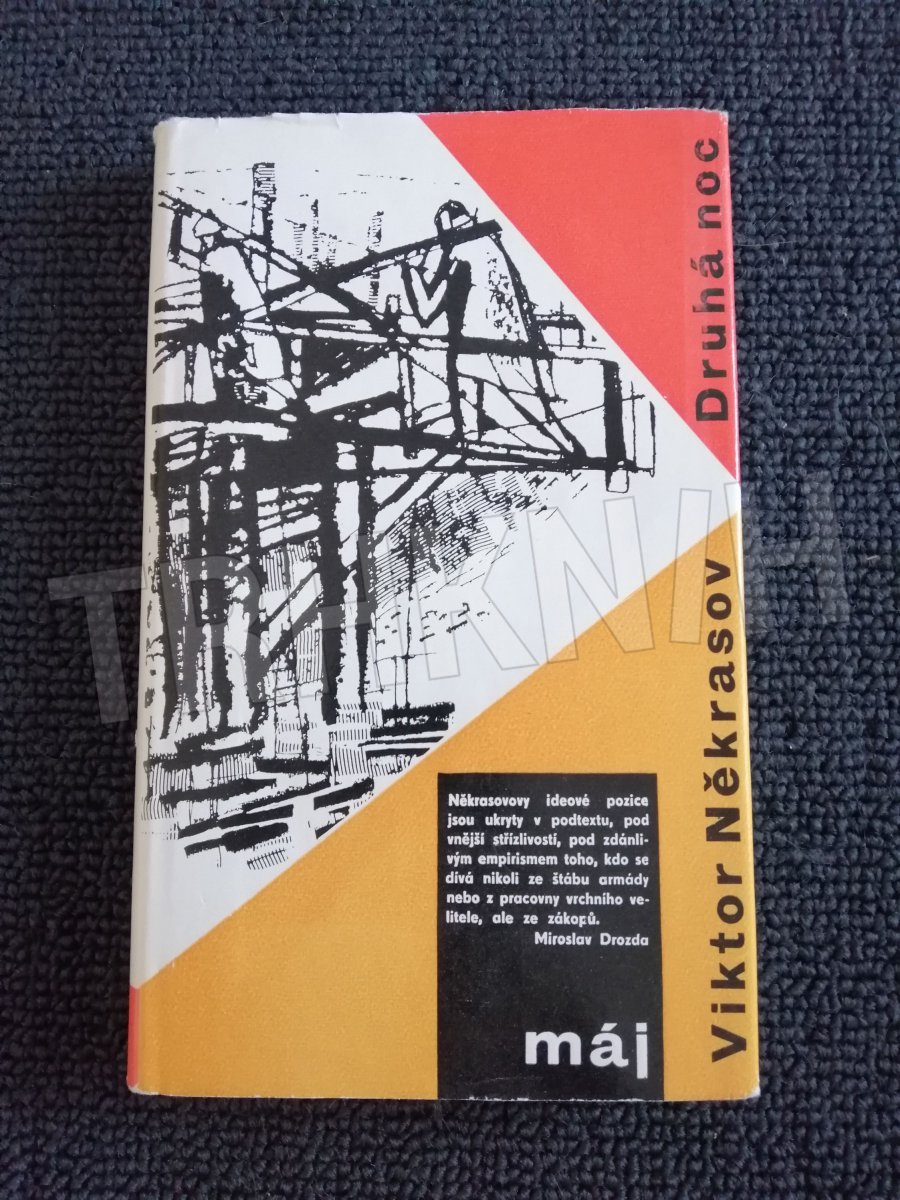 Druhá noc
Viktor Někrasov
Někrasovovy ideové pozice
jsou ukryty v podtextu, pod
vnější střízlivostí, pod zdánli-
vým empirismem toho, kdo se
dívá nikoli ze štábu armády
nebo z pracovny vrchního ve-
litele, ale ze zákopů.
Miroslav Drozda
máj
TRHKNIH